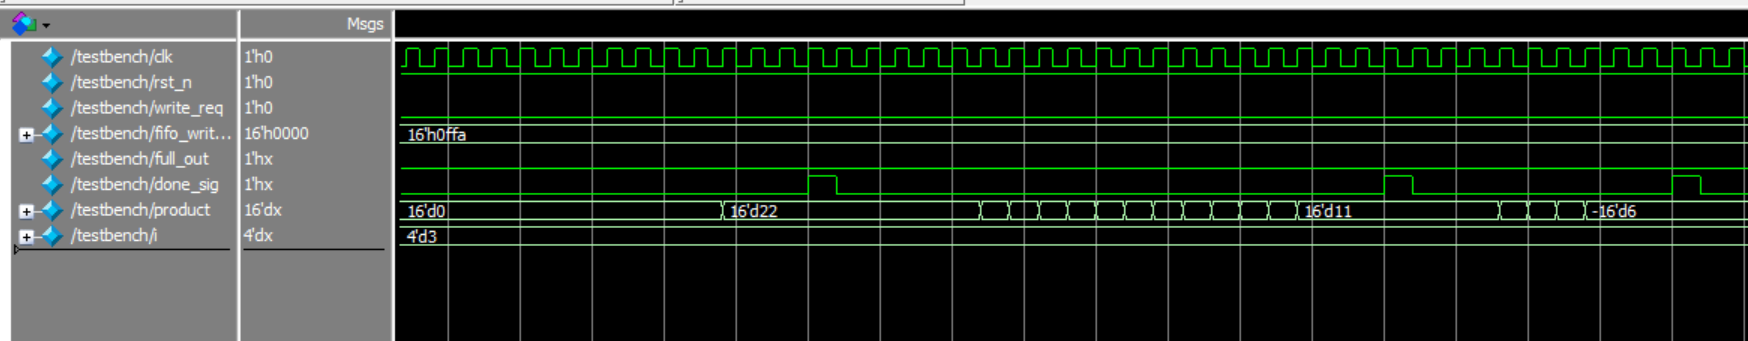 Msgs
/testbench/clk 1'h0
/testbench/rst_n 1'h0
/testbench/write_req 1'h0
/testbench/fifo_writ... 16'h0000 16'h0ffa
/testbench/full_out 1'hx
/testbench/done_sig 1'hx
/testbench/product 16'dx 16'd0 16'd22 16'd11 -16'd6
/testbench/i 4'dx 4'd3